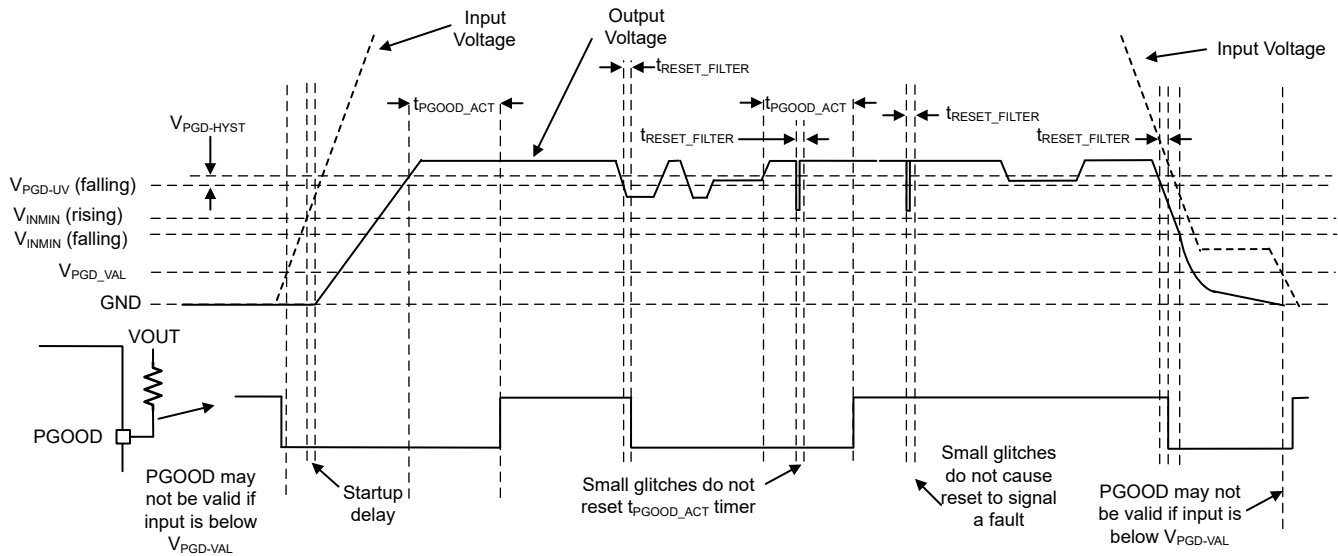 Input
Voltage
Output
Voltage
Input Voltage
tRESET_FILTER
tPGOOD_ACT
tPGOOD_ACT
tRESET_FILTER
tRESET_FILTER
tRESET_FILTER
VPGD-HYST
VPGD-UV (falling)
VINMIN (rising)
VINMIN (falling)
VPGD_VAL
GND
VOUT
PGOOD
PGOOD may
not be valid if
input is below
VPGD-VAL
Startup
delay
Small glitches do not
reset tPGOOD_ACT timer
Small glitches
do not cause
reset to signal
a fault
PGOOD may not
be valid if input is
below VPGD-VAL